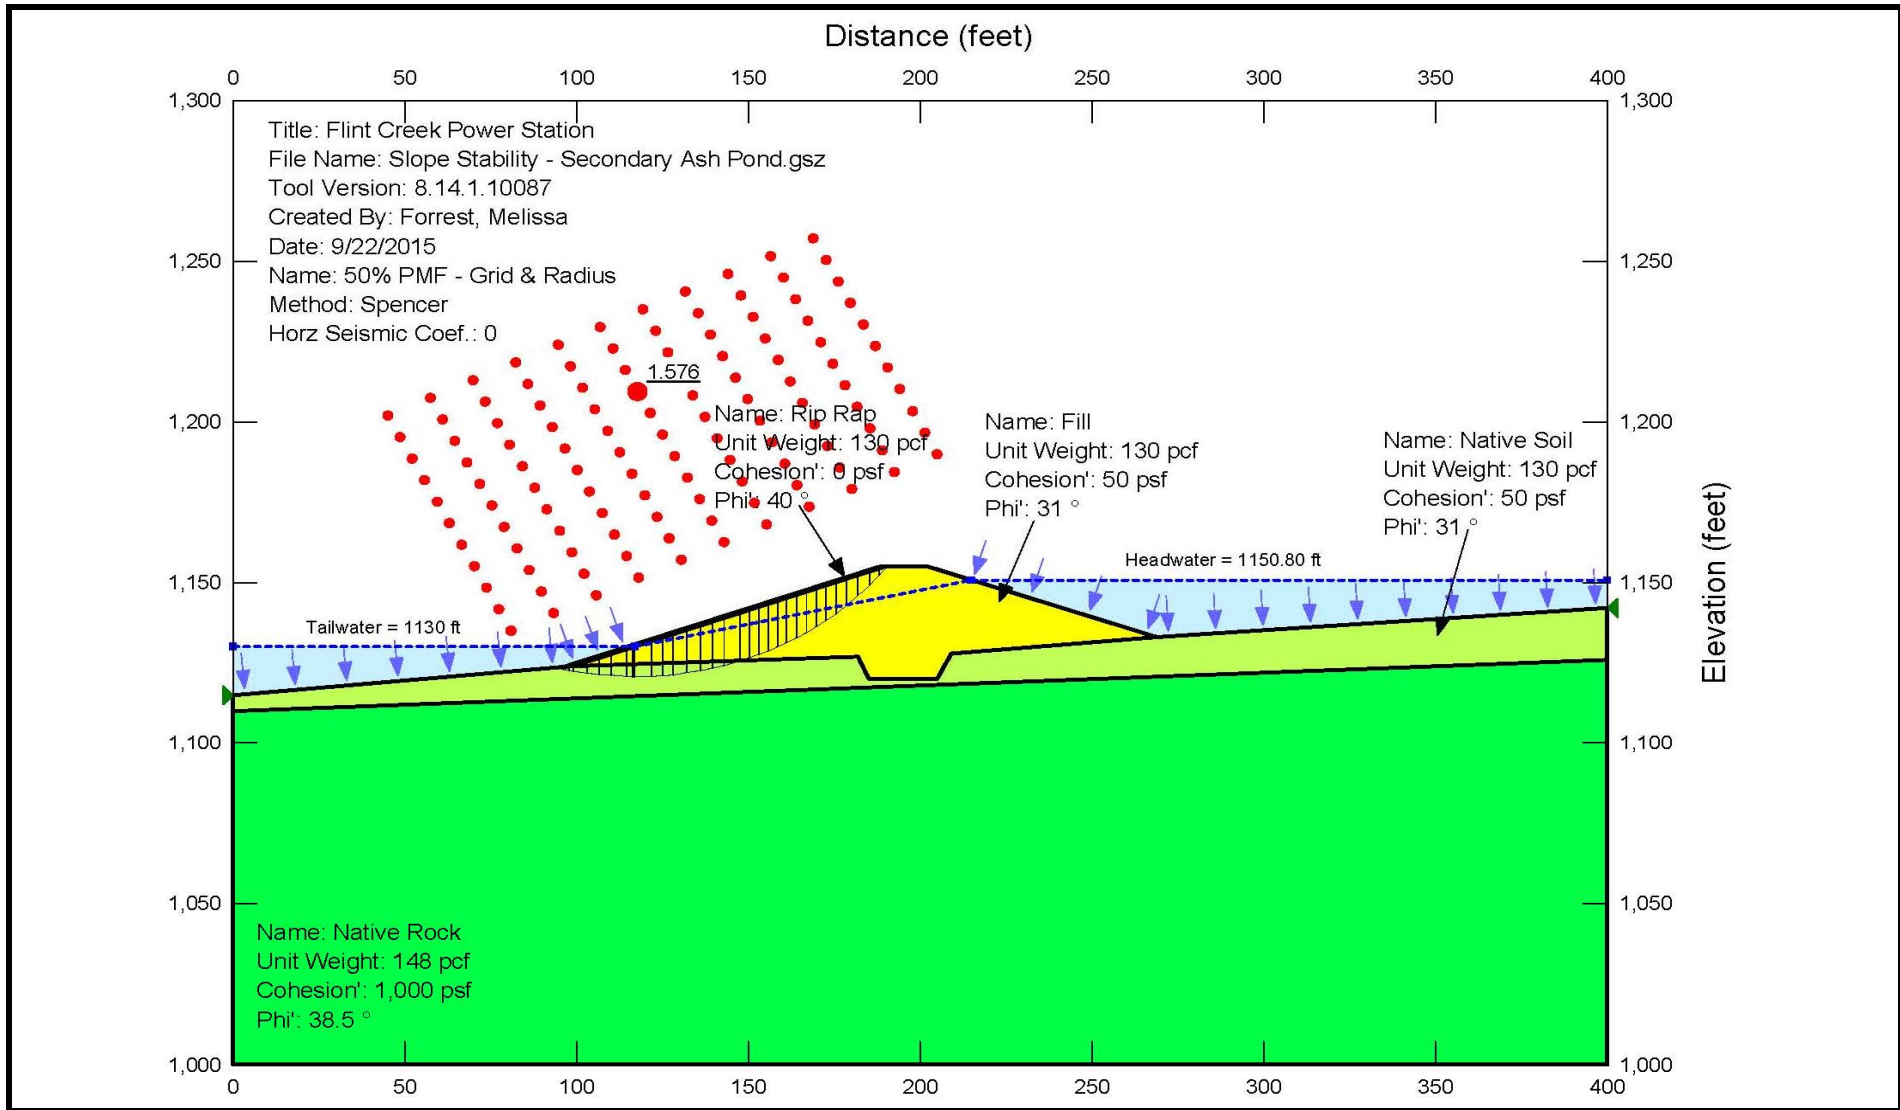 Distance (feet)
0 50 100 150 200 250 300 350 400
1,300 1,300
Title: Flint Creek Power Station
File Name: Slope Stability - Secondary Ash Pond.gsz
Tool Version: 8.14.1.10087
Created By: Forrest, Melissa
Date: 9/22/2015
Name: 50% PMF - Grid & Radius
Method: Spencer
Horz Seismic Coef.: 0
1,250 1,250
1.576
1,200 1,200
Name: Rip Rap
Unit Weight: 130 pcf
Cohesion': 0 psf
Phi': 40 °
Name: Fill
Unit Weight: 130 pcf
Cohesion': 50 psf
Phi': 31 °
Name: Native Soil
Unit Weight: 130 pcf
Cohesion': 50 psf
Phi': 31 °
Elevation (feet)
Headwater = 1150.80 ft
1,150 1,150
Tailwater = 1130 ft
1,100 1,100
1,050 1,050
Name: Native Rock
Unit Weight: 148 pcf
Cohesion': 1,000 psf
Phi': 38.5 °
1,000 1,000
0 50 100 150 200 250 300 350 400